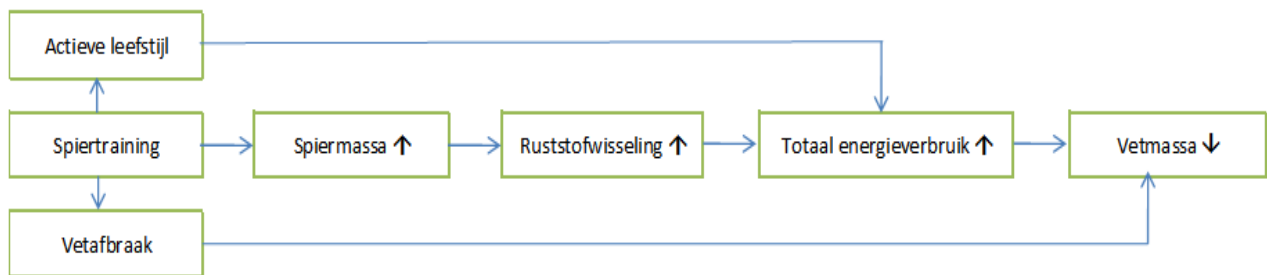 Actieve leefstijl
Spiertraining
Spiermassa ↑
Ruststofwisseling ↑
Totaal energieverbruik ↑
Vetmassa ↓
Vetafbraak